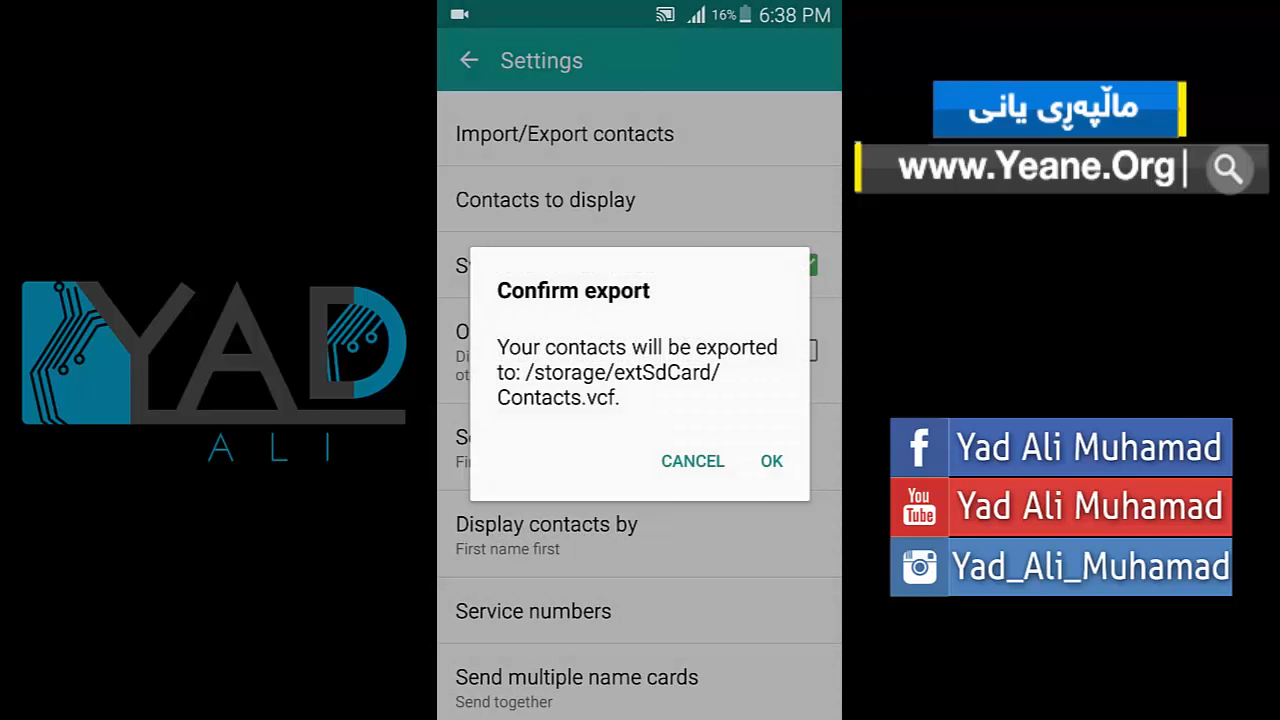 16% 6:38 PM
Settings
Import/Export contacts
Contacts to display
Confirm export
Your contacts will be exported
to: /storage/extSdCard/
Contacts.vcf.
CANCEL OK
Display contacts by
First name first
Service numbers
Send multiple name cards
Send together
YAD
ALI
ماڵپەڕی یانی
www.Yeane.Org
f Yad Ali Muhamad
You Tube Yad Ali Muhamad
Yad_Ali_Muhamad